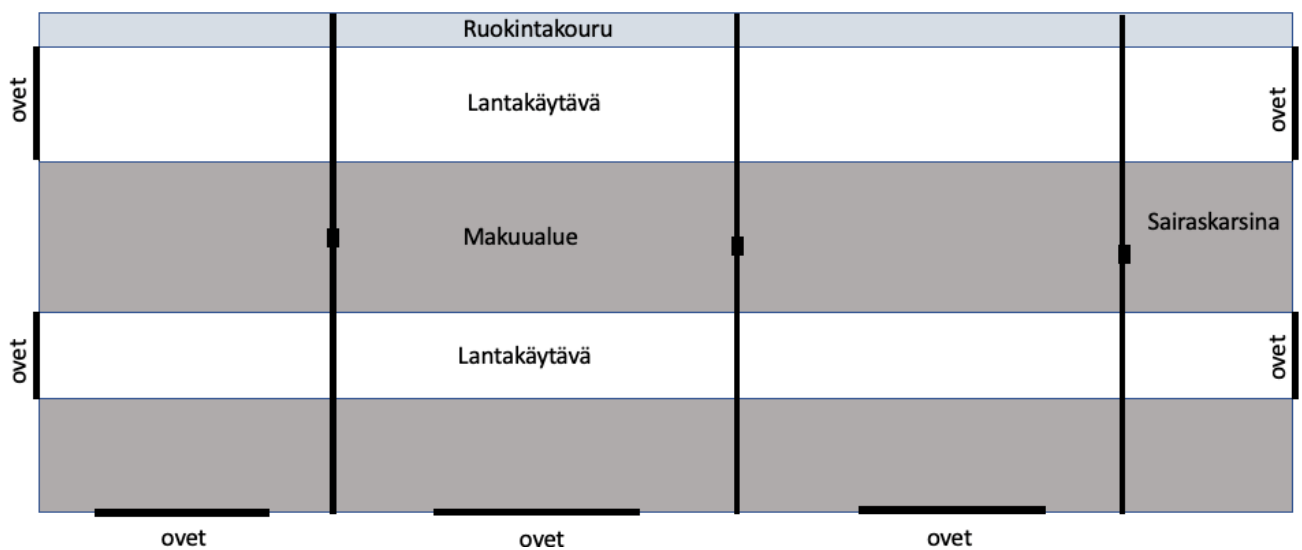 Ruokintakouru
ovet
Lantakäytävä
ovet
Sairaskarsina
Makuualue
ovet
Lantakäytävä
ovet
ovet
ovet
ovet